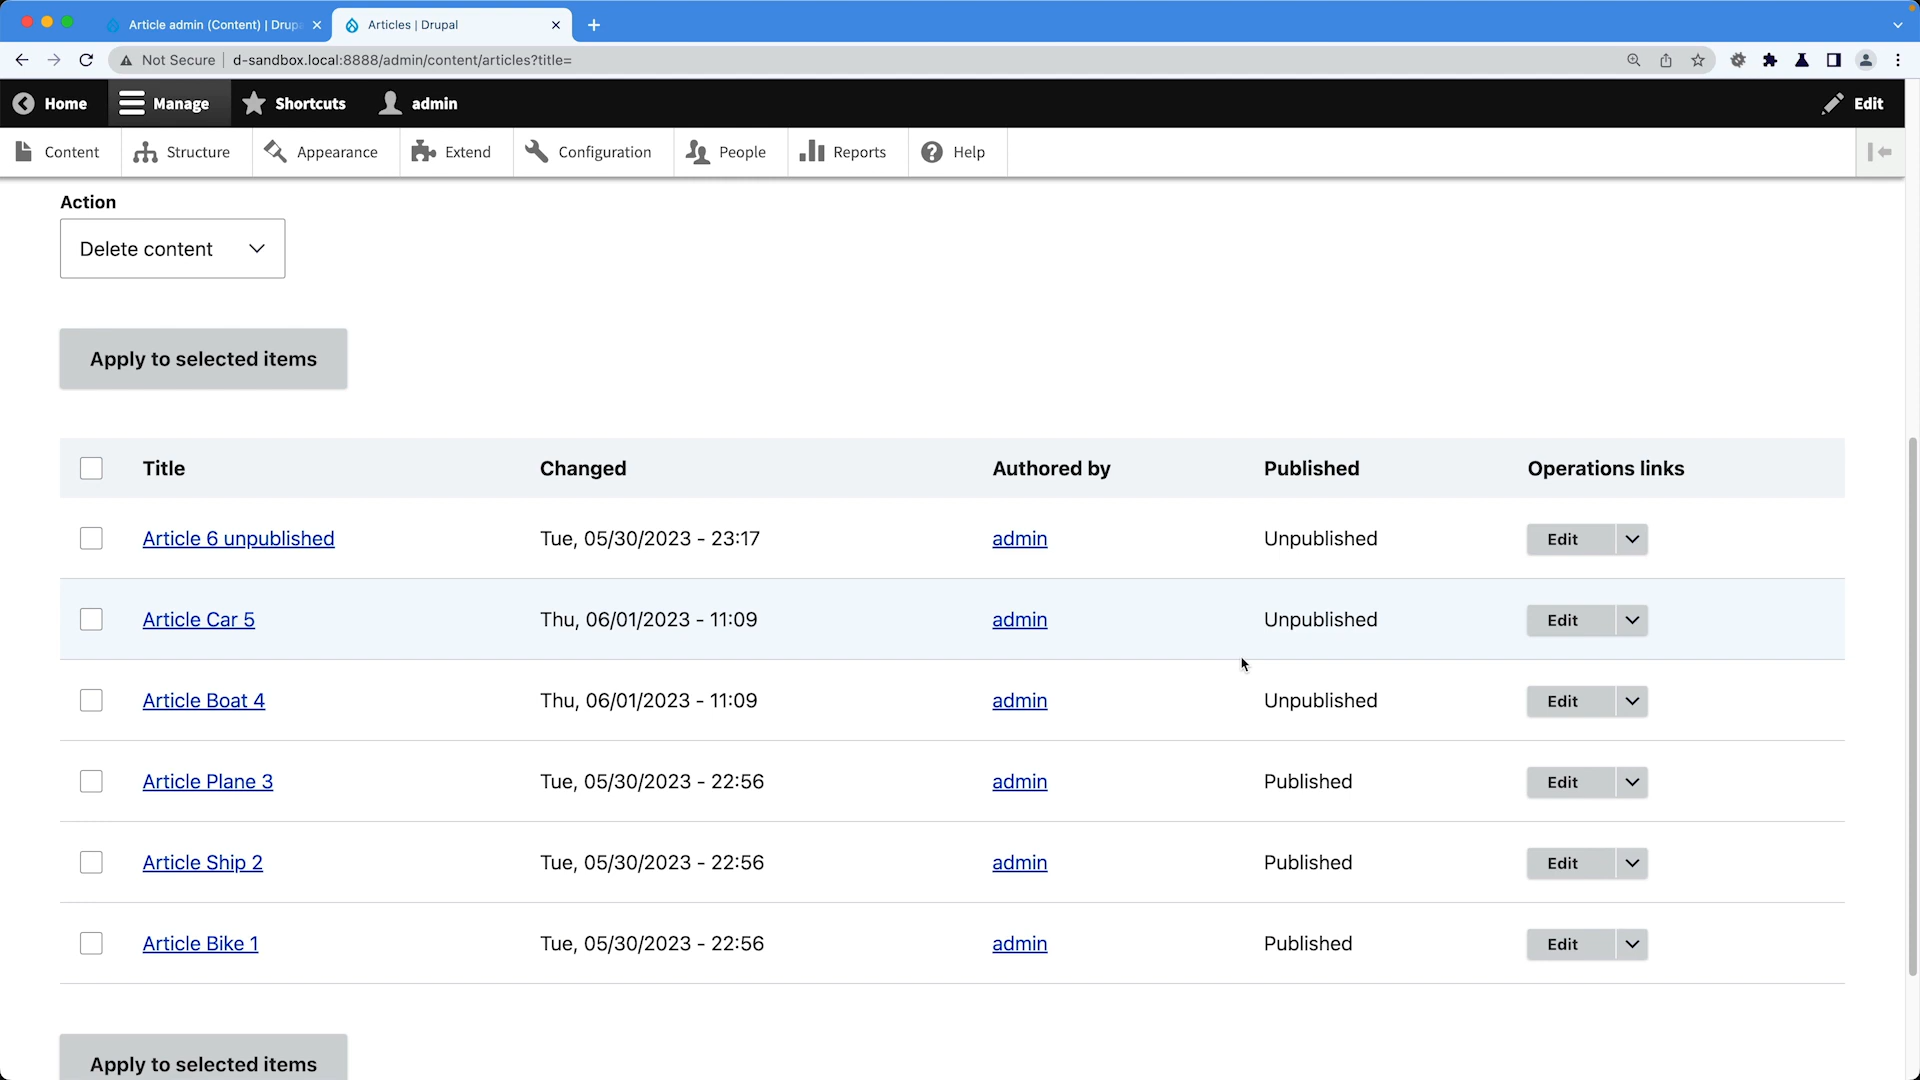 Article admin (Content) | Drup
Articles | Drupal
Not Secure
d-sandbox.local:8888/admin/content/articles?title=
Home Manage Shortcuts admin Edit
Content Structure Appearance Extend Configuration People Reports Help
Action
Delete content
Apply to selected items
Title Changed Authored by Published Operations links
Article 6 unpublished Tue, 05/30/2023 - 23:17 admin Unpublished Edit
Article Car 5 Thu, 06/01/2023 - 11:09 admin Unpublished Edit
Article Boat 4 Thu, 06/01/2023 - 11:09 admin Unpublished Edit
Article Plane 3 Tue, 05/30/2023 - 22:56 admin Published Edit
Article Ship 2 Tue, 05/30/2023 - 22:56 admin Published Edit
Article Bike 1 Tue, 05/30/2023 - 22:56 admin Published Edit
Apply to selected items